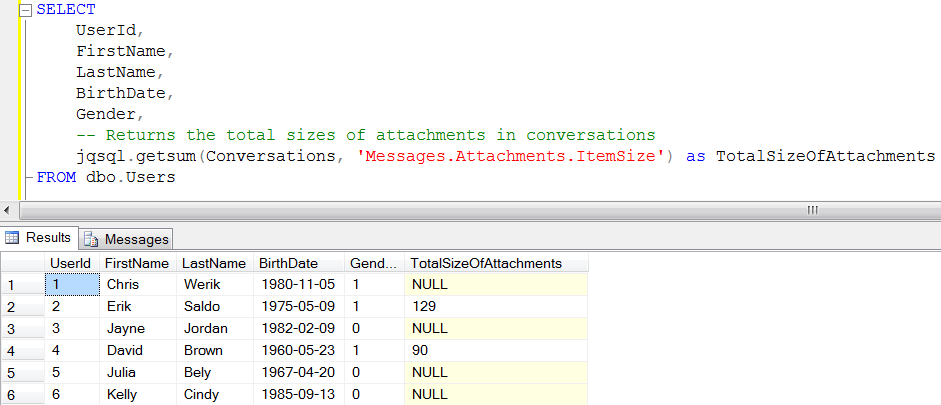 SELECT
UserId,
FirstName,
LastName,
BirthDate,
Gender,
-- Returns the total sizes of attachments in conversations
jqsql.getsum(Conversations, 'Messages.Attachments.ItemSize') as TotalSizeOfAttachments
FROM dbo.Users
Results Messages
UserId FirstName LastName BirthDate Gend... TotalSizeOfAttachments
1 1 Chris Werik 1980-11-05 1 NULL
2 2 Erik Saldo 1975-05-09 1 129
3 3 Jayne Jordan 1982-02-09 0 NULL
4 4 David Brown 1960-05-23 1 90
5 5 Julia Bely 1967-04-20 0 NULL
6 6 Kelly Cindy 1985-09-13 0 NULL